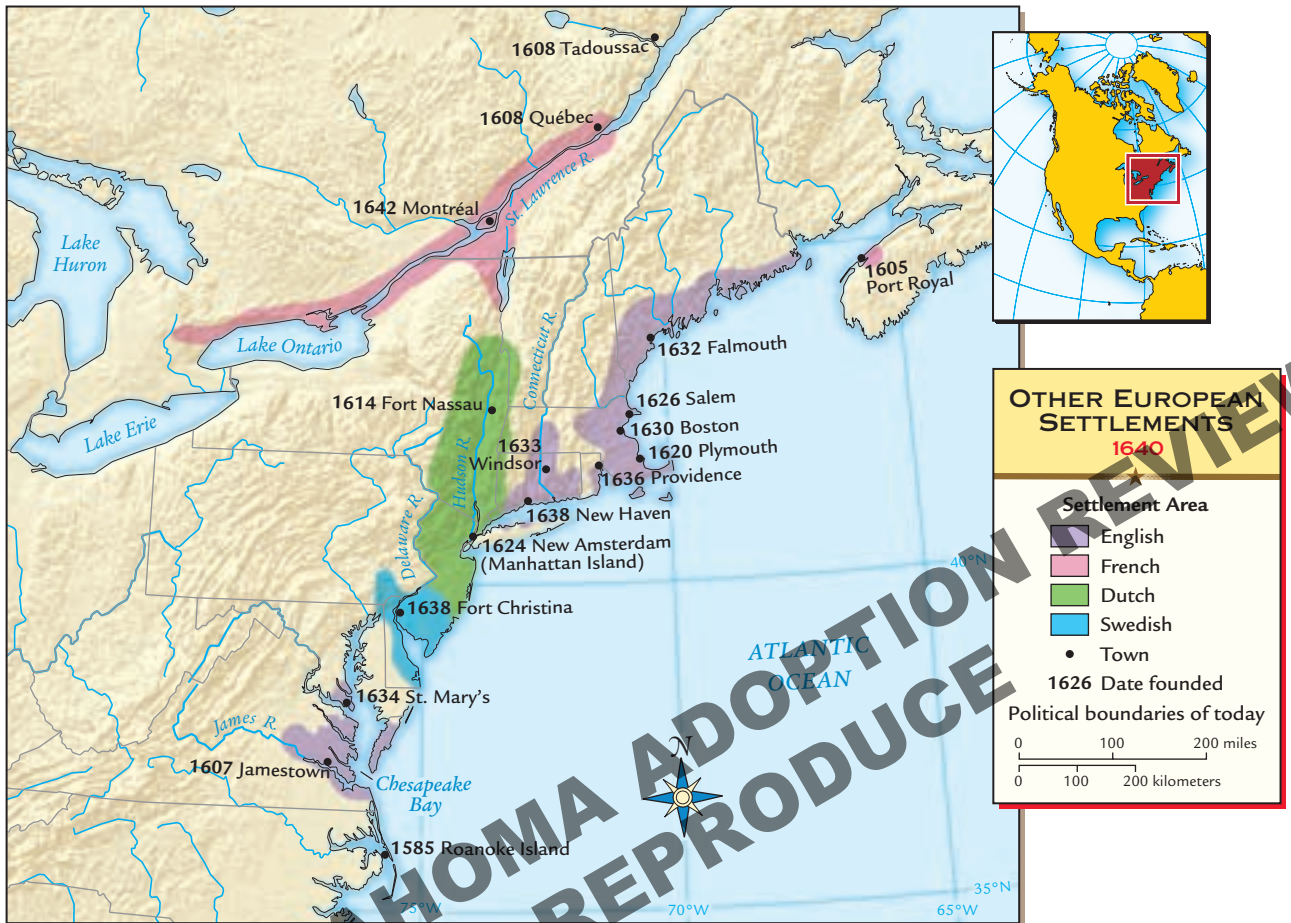 1608 Tadoussac
1608 Québec
St. Lawrence R.
1642 Montréal
Lake
Huron
1605
Port Royal
Lake Ontario
Connecticut R.
1632 Falmouth
1614 Fort Nassau
1626 Salem
Lake Erie
1630 Boston
1633
Windsor
1620 Plymouth
Hudson R.
1636 Providence
1638 New Haven
Delaware R.
1624 New Amsterdam
(Manhattan Island)
40°N
1638 Fort Christina
ATLANTIC
OCEAN
1634 St. Mary's
James R.
1607 Jamestown
Chesapeake
Bay
N
1585 Roanoke Island
75°W
70°W
65°W
35°N
OTHER EUROPEAN
SETTLEMENTS
1640
Settlement Area
English
French
Dutch
Swedish
Town
1626 Date founded
Political boundaries of today
0 100 200 miles
0 100 200 kilometers
HOMA ADOPTION REVIEW
REPRODUCE